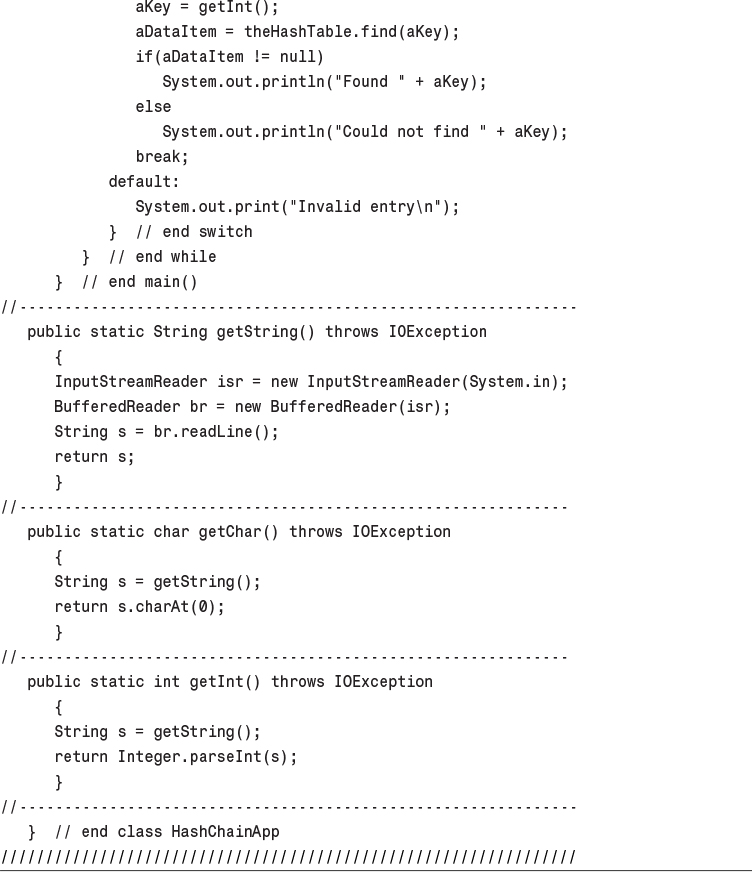 aKey = getInt();
aDataItem = theHashTable.find(aKey);
if(aDataItem != null)
System.out.println("Found " + aKey);
else
System.out.println("Could not find " + aKey);
break;
default:
System.out.print("Invalid entry\n");
}  // end switch
}  // end while
}  // end main()
//--------------------------------------------------------------
public static String getString() throws IOException
{
InputStreamReader isr = new InputStreamReader(System.in);
BufferedReader br = new BufferedReader(isr);
String s = br.readLine();
return s;
}
//-------------------------------------------------------------
public static char getChar() throws IOException
{
String s = getString();
return s.charAt(0);
}
//-------------------------------------------------------------
public static int getInt() throws IOException
{
String s = getString();
return Integer.parseInt(s);
}
//--------------------------------------------------------------
}  // end class HashChainApp
////////////////////////////////////////////////////////////////